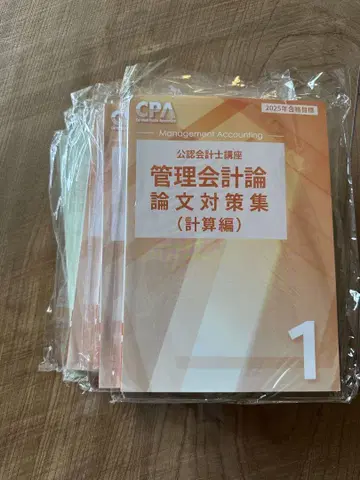 CPA
2025年合格目標
Management Accounting
公認会計士講座
管理会計論
論文対策集
(計算編)
1